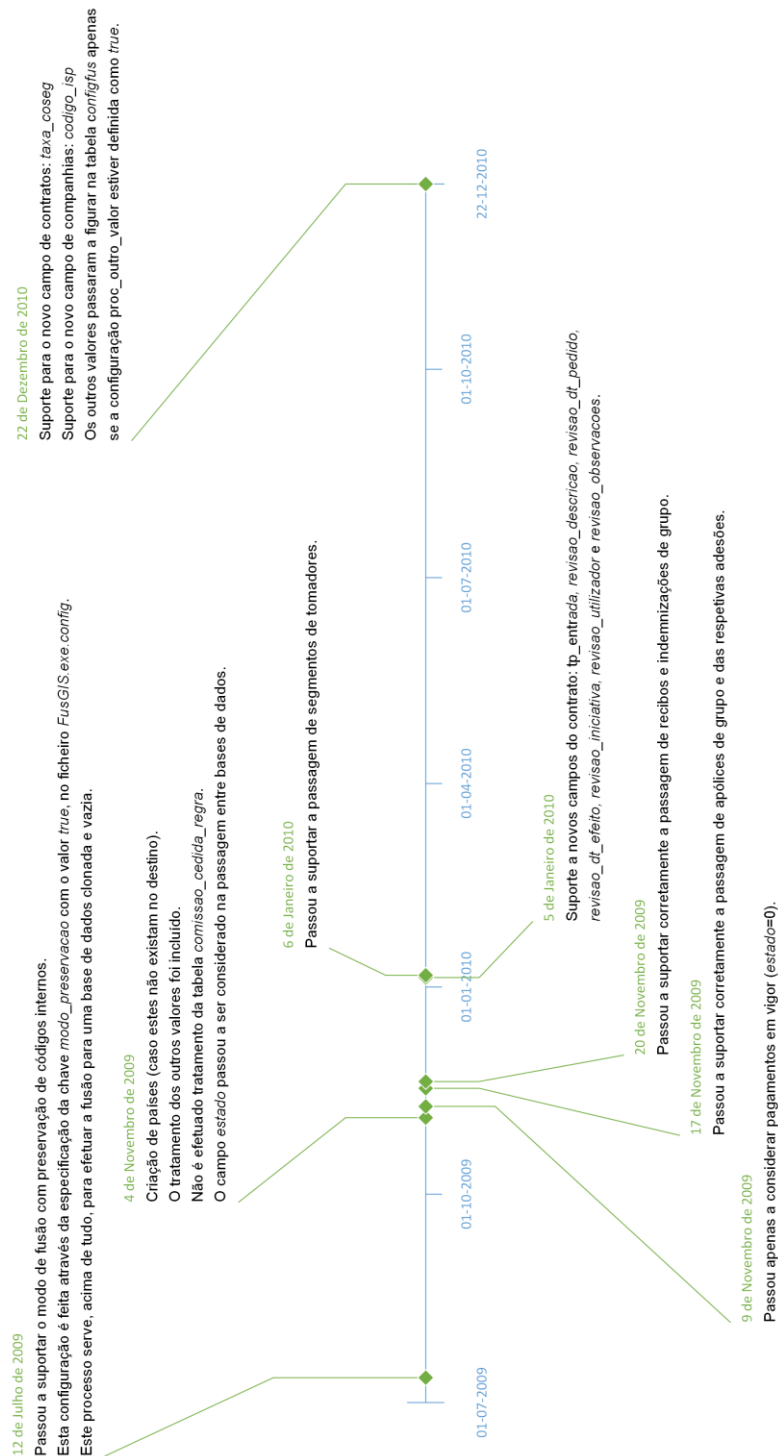 12 de Julho de 2009
Passou a suportar o modo de fusão com preservação de códigos internos.
Esta configuração é feita através da especificação da chave modo_preservacao com o valor true, no ficheiro FusGIS.exe.config.
Este processo serve, acima de tudo, para efetuar a fusão para uma base de dados clonada e vazia.
4 de Novembro de 2009
Criação de países (caso estes não existam no destino).
O tratamento dos outros valores foi incluído.
Não é efetuado tratamento da tabela comissao_cedida_regra.
O campo estado passou a ser considerado na passagem entre bases de dados.
6 de Janeiro de 2010
Passou a suportar a passagem de segmentos de tomadores.
22 de Dezembro de 2010
Suporte para o novo campo de contratos: taxa_coseg
Suporte para o novo campo de companhias: codigo_isp
Os outros valores passaram a figurar na tabela configfus apenas
se a configuração proc_outro_valor estiver definida como true.
01-07-2009
01-10-2009
01-01-2010
01-04-2010
01-07-2010
01-10-2010
22-12-2010
5 de Janeiro de 2010
Suporte a novos campos do contrato: tp_entrada, revisao_descricao, revisao_dt_pedido,
revisao_dt_efeito, revisao_iniciativa, revisao_utilizador e revisao_observacoes.
20 de Novembro de 2009
Passou a suportar corretamente a passagem de recibos e indemnizações de grupo.
17 de Novembro de 2009
Passou a suportar corretamente a passagem de apólices de grupo e das respetivas adesões.
9 de Novembro de 2009
Passou apenas a considerar pagamentos em vigor (estado=0).